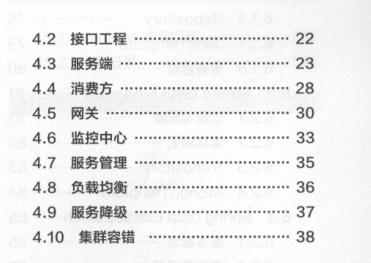 4.2 接口工程 ………………………… 22
4.3 服务端 ………………………… 23
4.4 消费方 ………………………… 28
4.5 网关 ………………………… 30
4.6 监控中心 ………………………… 33
4.7 服务管理 ………………………… 35
4.8 负载均衡 ………………………… 36
4.9 服务降级 ………………………… 37
4.10 集群容错 ………………………… 38